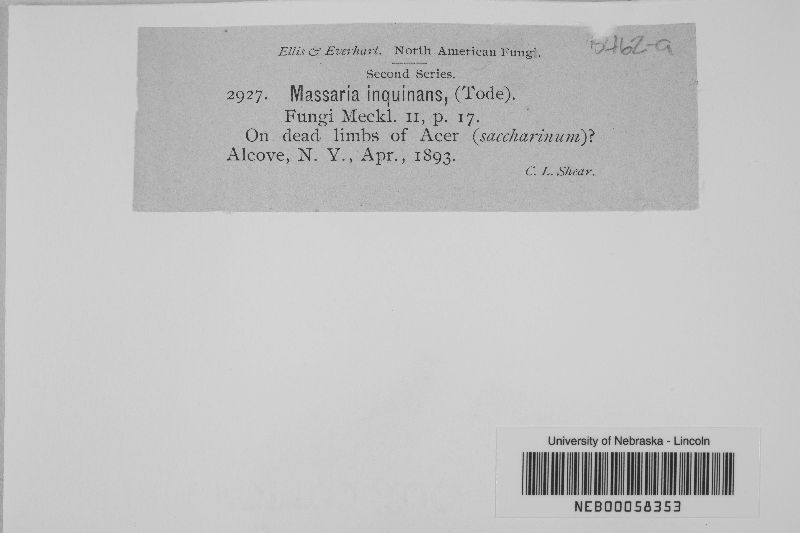 Ellis & Everhart. North American Fungi.
Second Series.
2927. Massaria inquinans, (Tode).
Fungi Meckl. II, p. 17.
On dead limbs of Acer (saccharinum)?
Alcove, N. Y., Apr., 1893.
C. L. Shear.
University of Nebraska - Lincoln
NEB00058353